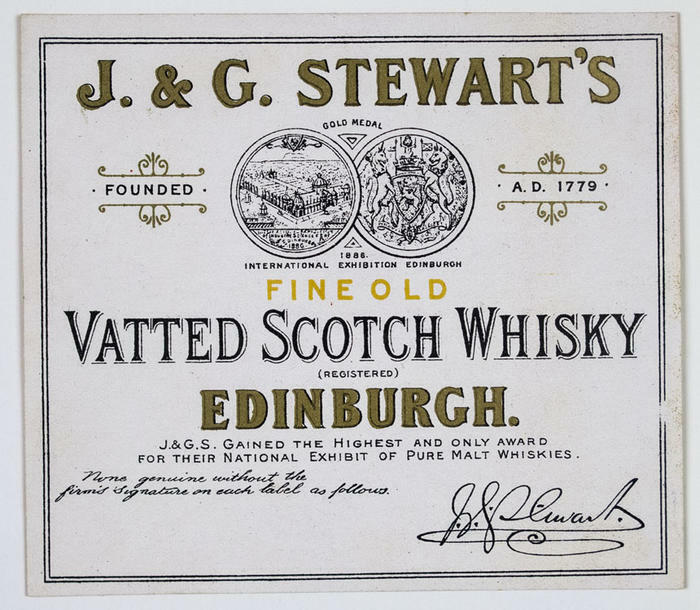 J. & G. STEWART'S
GOLD MEDAL
· FOUNDED ·
· A.D. 1779 ·
1886.
INTERNATIONAL EXHIBITION EDINBURGH
FINE OLD
VATTED SCOTCH WHISKY
(REGISTERED)
EDINBURGH.
J.&G.S. GAINED THE HIGHEST AND ONLY AWARD
FOR THEIR NATIONAL EXHIBIT OF PURE MALT WHISKIES.
None genuine without the
firm's signature on each label as follows.
J. G. Stewart.